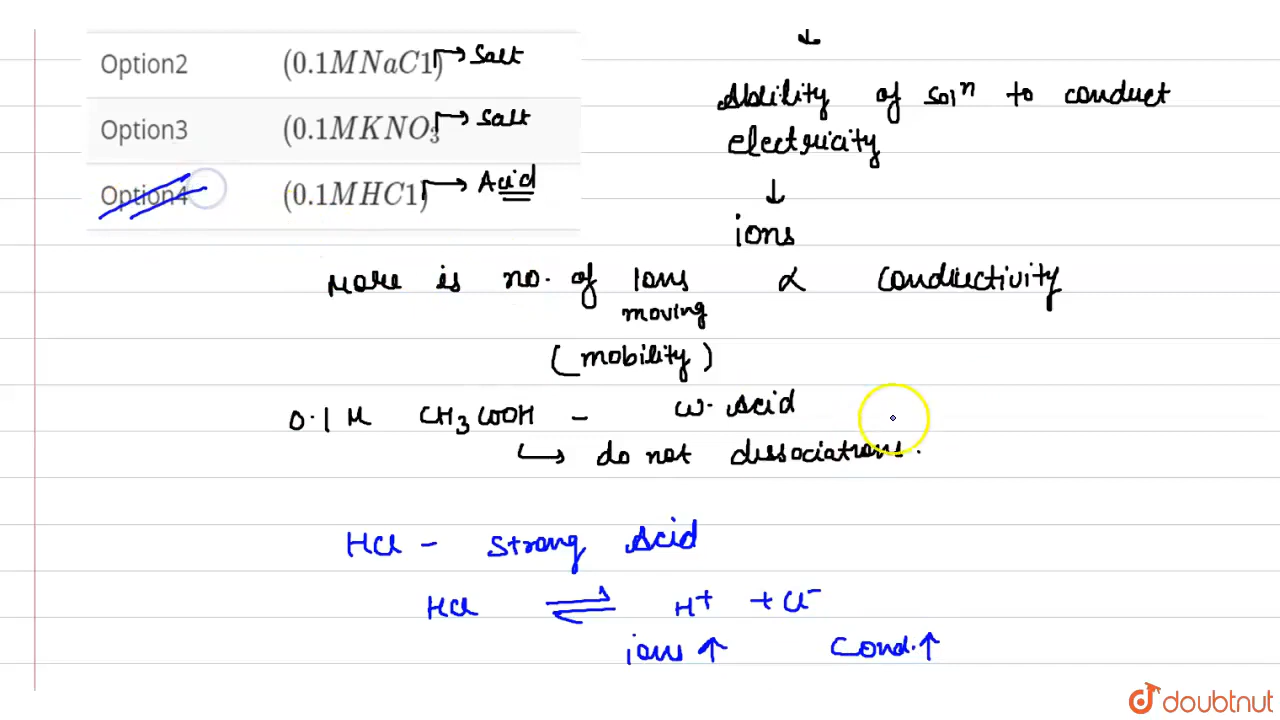 Option2 (0.1MNaC1) → Salt
Option3 (0.1MKNO₃ → Salt
Option4 (0.1MHC1) → Acid
↓
Ability of solⁿ to conduct
electricity
↓
ions
More is no. of Ions ∝ conductivity
moving
(mobility)
0.1 M CH₃COOH - w. Acid
↳ do not dissociations.
HCl - strong Acid
HCl ⇌ H⁺ + Cl⁻
ions ↑ Cond. ↑
doubtnut